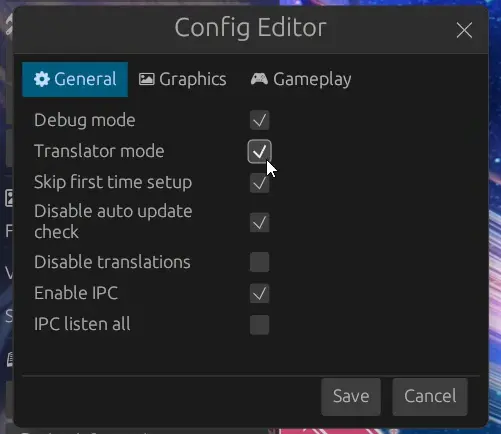 Config Editor
General Graphics Gameplay
Debug mode
Translator mode
Skip first time setup
Disable auto update
check
Disable translations
Enable IPC
IPC listen all
Save Cancel